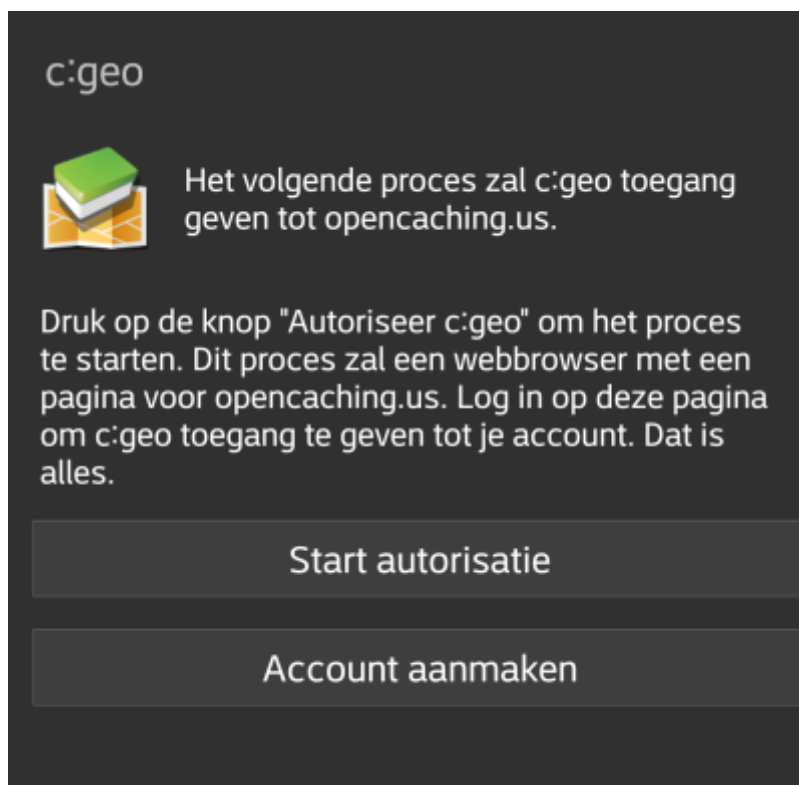 c:geo
Het volgende proces zal c:geo toegang
geven tot opencaching.us.
Druk op de knop "Autoriseer c:geo" om het proces
te starten. Dit proces zal een webbrowser met een
pagina voor opencaching.us. Log in op deze pagina
om c:geo toegang te geven tot je account. Dat is
alles.
Start autorisatie
Account aanmaken